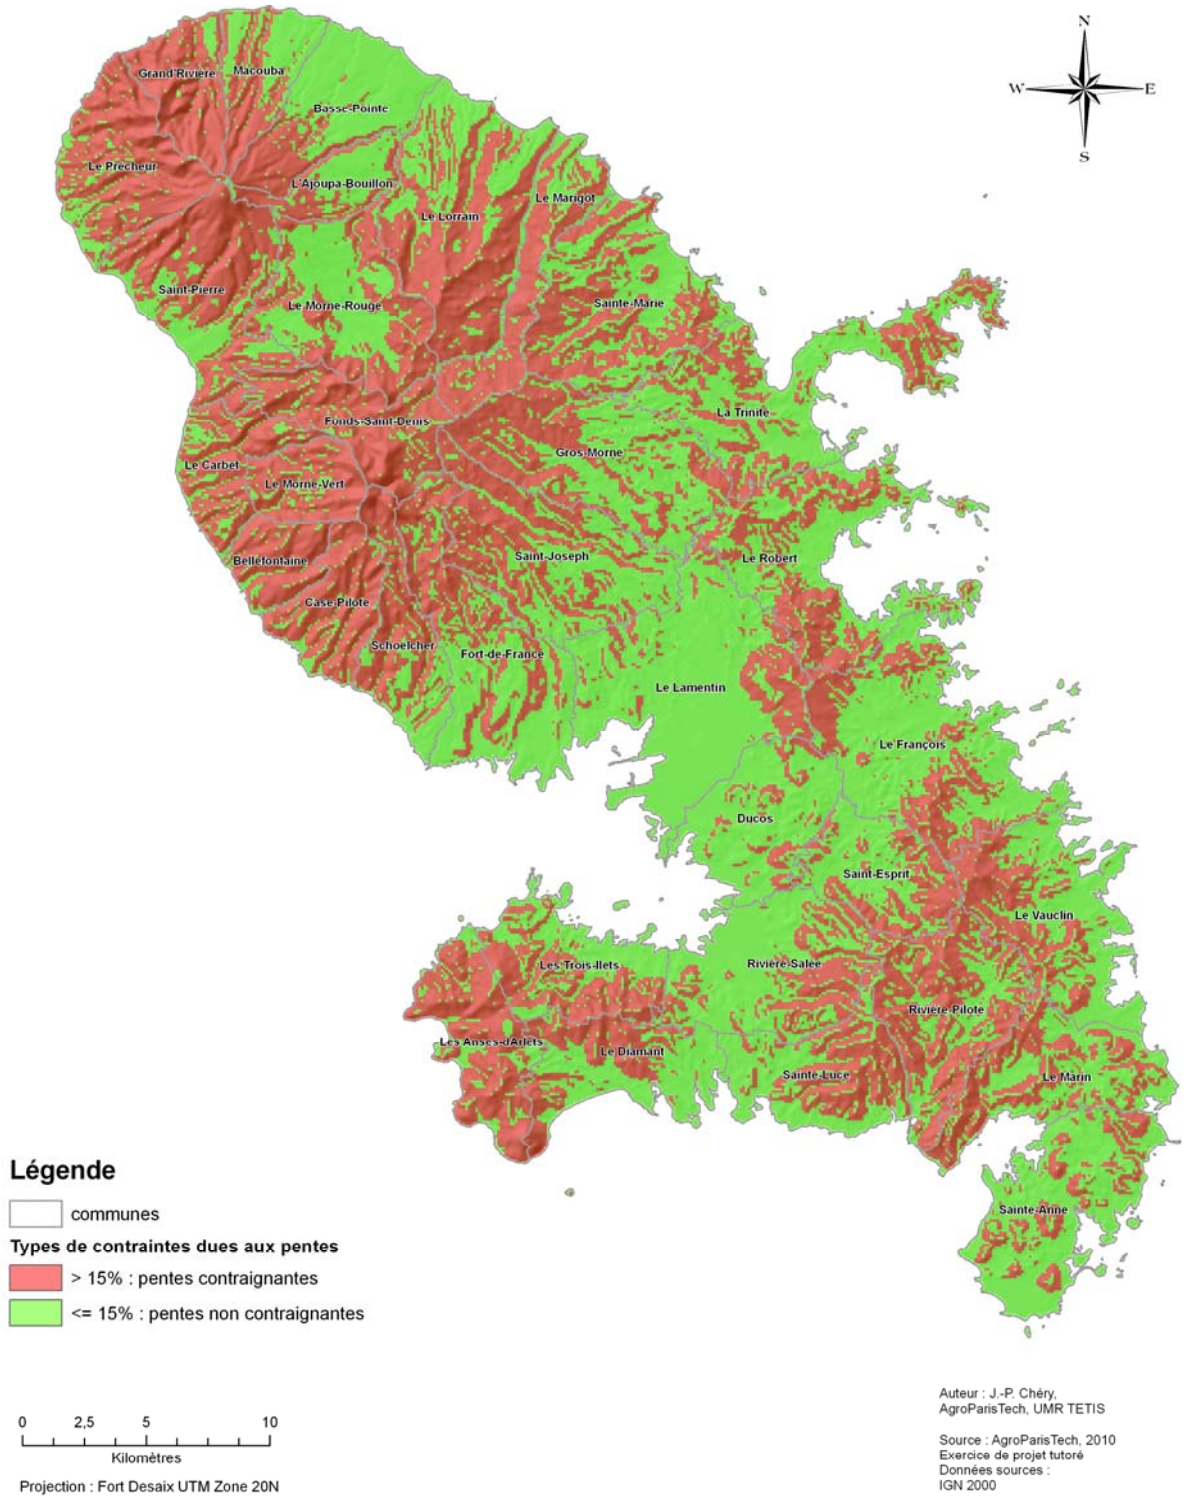 N
W
E
S
Grand'Rivière
Macouba
Basse-Pointe
Le Prêcheur
L'Ajoupa-Bouillon
Le Marigot
Le Lorrain
Saint-Pierre
Le Morne-Rouge
Sainte-Marie
La Trinité
Fonds-Saint-Denis
Gros-Morne
Le Carbet
Le Morne-Vert
Saint-Joseph
Le Robert
Bellefontaine
Case-Pilote
Schoelcher
Fort-de-France
Le Lamentin
Le François
Ducos
Saint-Esprit
Le Vauclin
Les Trois-Ilets
Rivière-Salée
Rivière-Pilote
Les Anses-d'Arlets
Le Diamant
Sainte-Luce
Le Marin
Sainte-Anne
Légende
communes
Types de contraintes dues aux pentes
> 15% : pentes contraignantes
<= 15% : pentes non contraignantes
0 2,5 5 10
Kilomètres
Projection : Fort Desaix UTM Zone 20N
Auteur : J.-P. Chéry,
AgroParisTech, UMR TETIS
Source : AgroParisTech, 2010
Exercice de projet tutoré
Données sources :
IGN 2000